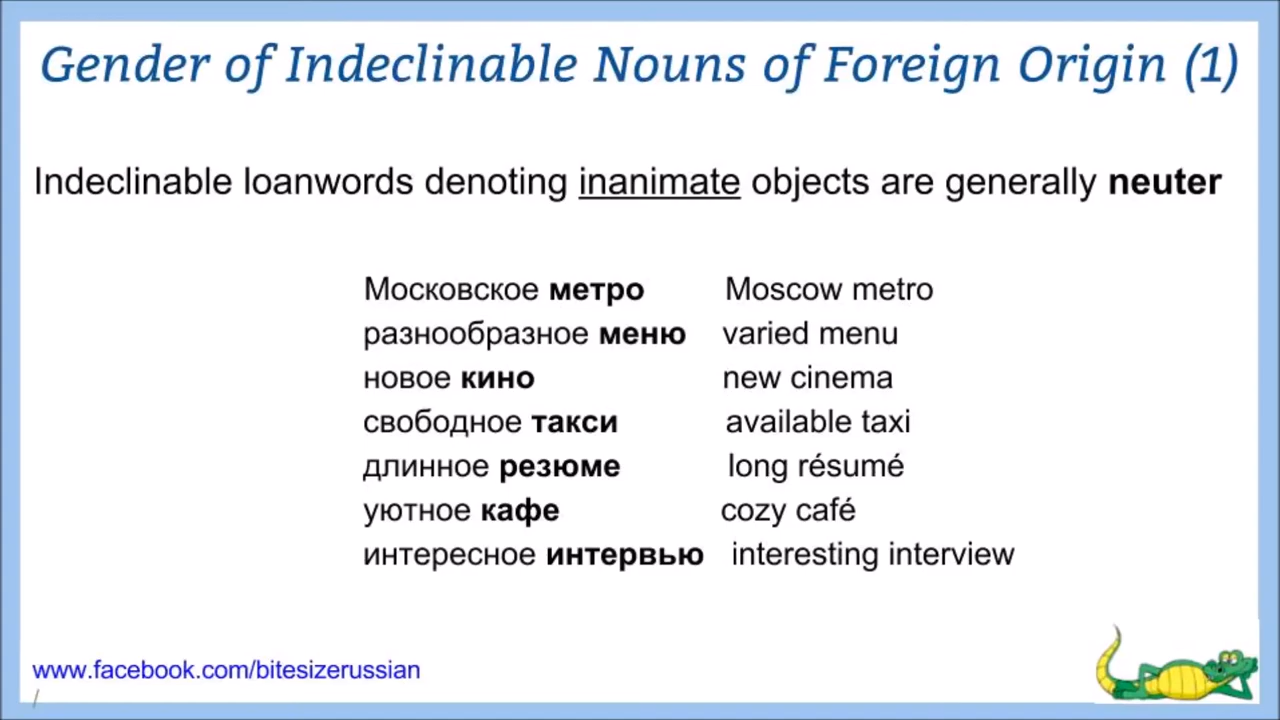 Gender of Indeclinable Nouns of Foreign Origin (1)
Indeclinable loanwords denoting inanimate objects are generally neuter
Московское метро Moscow metro
разнообразное меню varied menu
новое кино new cinema
свободное такси available taxi
длинное резюме long résumé
уютное кафе cozy café
интересное интервью interesting interview
www.facebook.com/bitesizerussian
/